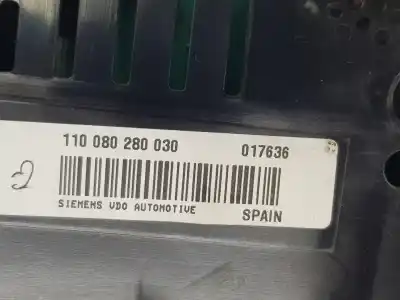 110 080 280 030 017636
SIEMENS VDO AUTOMOTIVE SPAIN